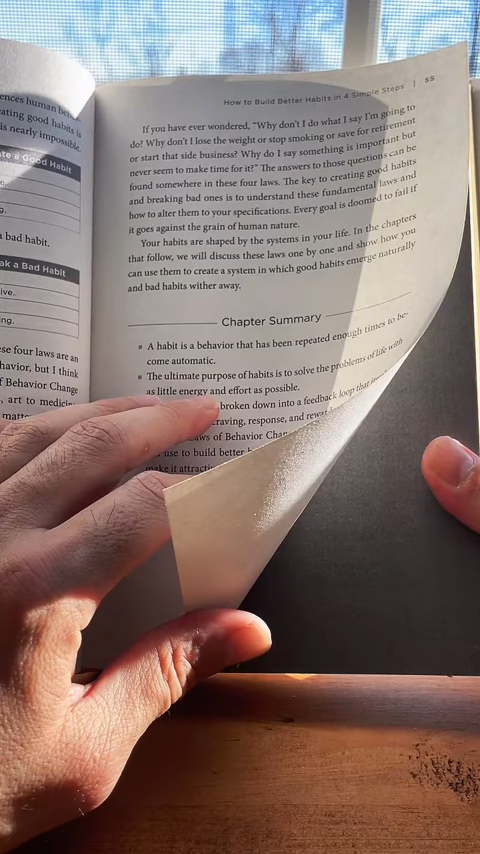 ences human
ating good habits is
is nearly impossible.
ate a Good Habit
e.
g.
a bad habit.
ak a Bad Habit
ive.
ing.
se four laws are an
havior, but I think
f Behavior Change
, art to medicin
matt
How to Build Better Habits in 4 Simple Steps | 55
If you have ever wondered, “Why don't I do what I say I'm going to
do? Why don't I lose the weight or stop smoking or save for retirement
or start that side business? Why do I say something is important but
never seem to make time for it?” The answers to those questions can be
found somewhere in these four laws. The key to creating good habits
and breaking bad ones is to understand these fundamental laws and
how to alter them to your specifications. Every goal is doomed to fail if
it goes against the grain of human nature.
Your habits are shaped by the systems in your life. In the chapters
that follow, we will discuss these laws one by one and show how you
can use them to create a system in which good habits emerge naturally
and bad habits wither away.
Chapter Summary
▪ A habit is a behavior that has been repeated enough times to be-
come automatic.
▪ The ultimate purpose of habits is to solve the problems of life with
as little energy and effort as possible.
broken down into a feedback loop that
craving, response, and rewa
Laws of Behavior Chan
use to build better
make it attracti